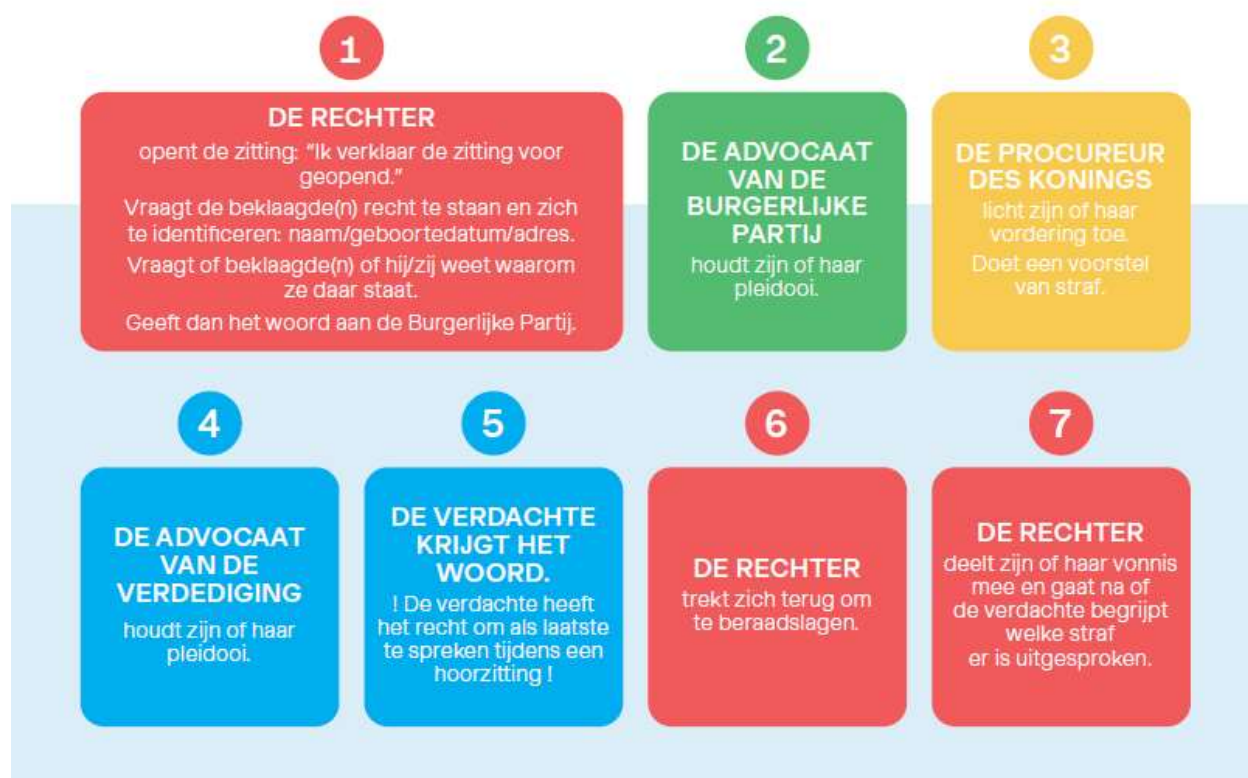 1
DE RECHTER
opent de zitting: "Ik verklaar de zitting voor
geopend."
Vraagt de beklaagde(n) recht te staan en zich
te identificeren: naam/geboortedatum/adres.
Vraagt of beklaagde(n) of hij/zij weet waarom
ze daar staat.
Geeft dan het woord aan de Burgerlijke Partij.
2
DE ADVOCAAT
VAN DE
BURGERLIJKE
PARTIJ
houdt zijn of haar
pleidooi.
3
DE PROCUREUR
DES KONINGS
licht zijn of haar
vordering toe.
Doet een voorstel
van straf.
4
DE ADVOCAAT
VAN DE
VERDEDIGING
houdt zijn of haar
pleidooi.
5
DE VERDACHTE
KRIJGT HET
WOORD.
! De verdachte heeft
het recht om als laatste
te spreken tijdens een
hoorzitting !
6
DE RECHTER
trekt zich terug om
te beraadslagen.
7
DE RECHTER
deelt zijn of haar vonnis
mee en gaat na of
de verdachte begrijpt
welke straf
er is uitgesproken.